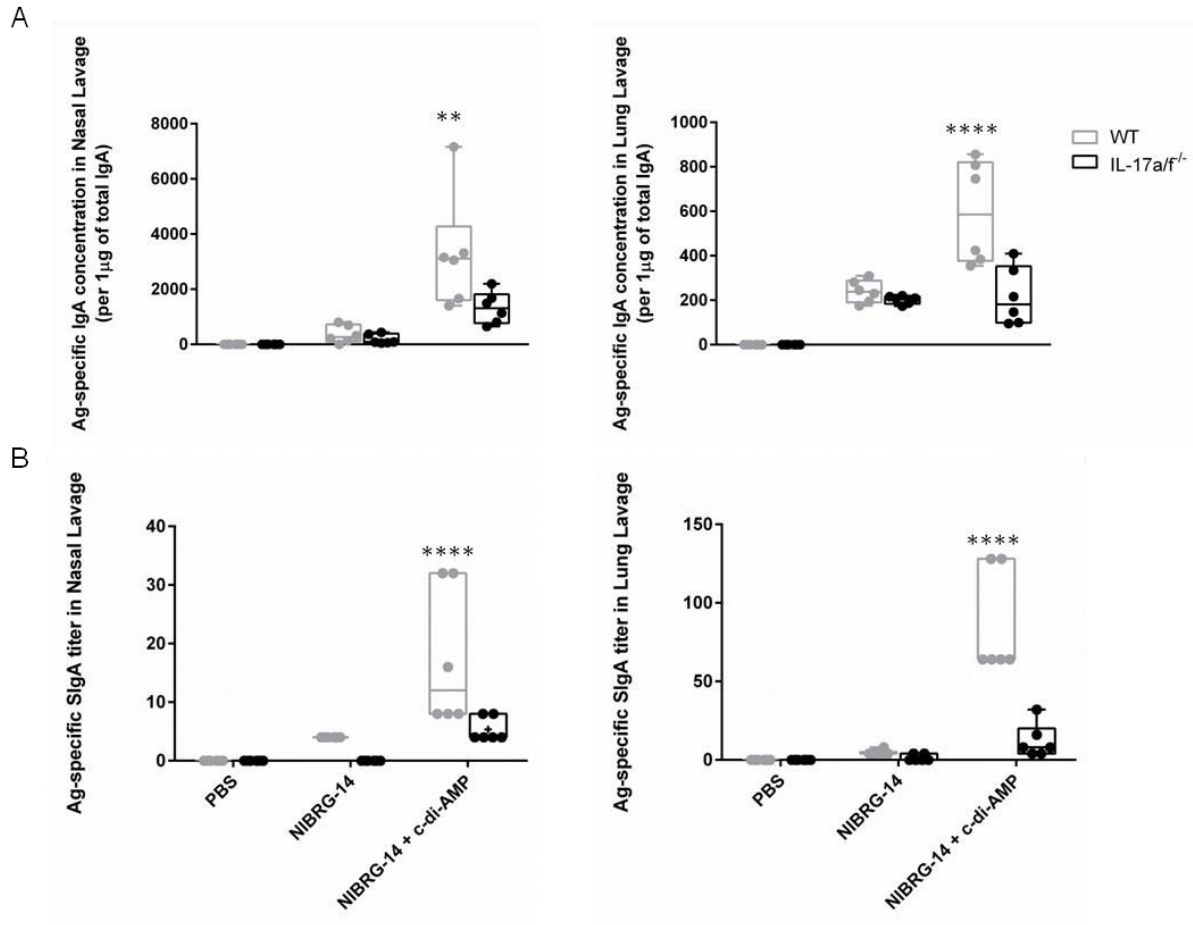 A
Ag-specific IgA concentration in Nasal Lavage
(per 1µg of total IgA)
8000
6000
4000
2000
0
**
Ag-specific IgA concentration in Lung Lavage
(per 1µg of total IgA)
1000
800
600
400
200
0
****
WT
IL-17a/f-/-
B
Ag-specific SIgA titer in Nasal Lavage
40
30
20
10
0
****
PBS
NIBRG-14
NIBRG-14 + c-di-AMP
Ag-specific SIgA titer in Lung Lavage
150
100
50
0
****
PBS
NIBRG-14
NIBRG-14 + c-di-AMP